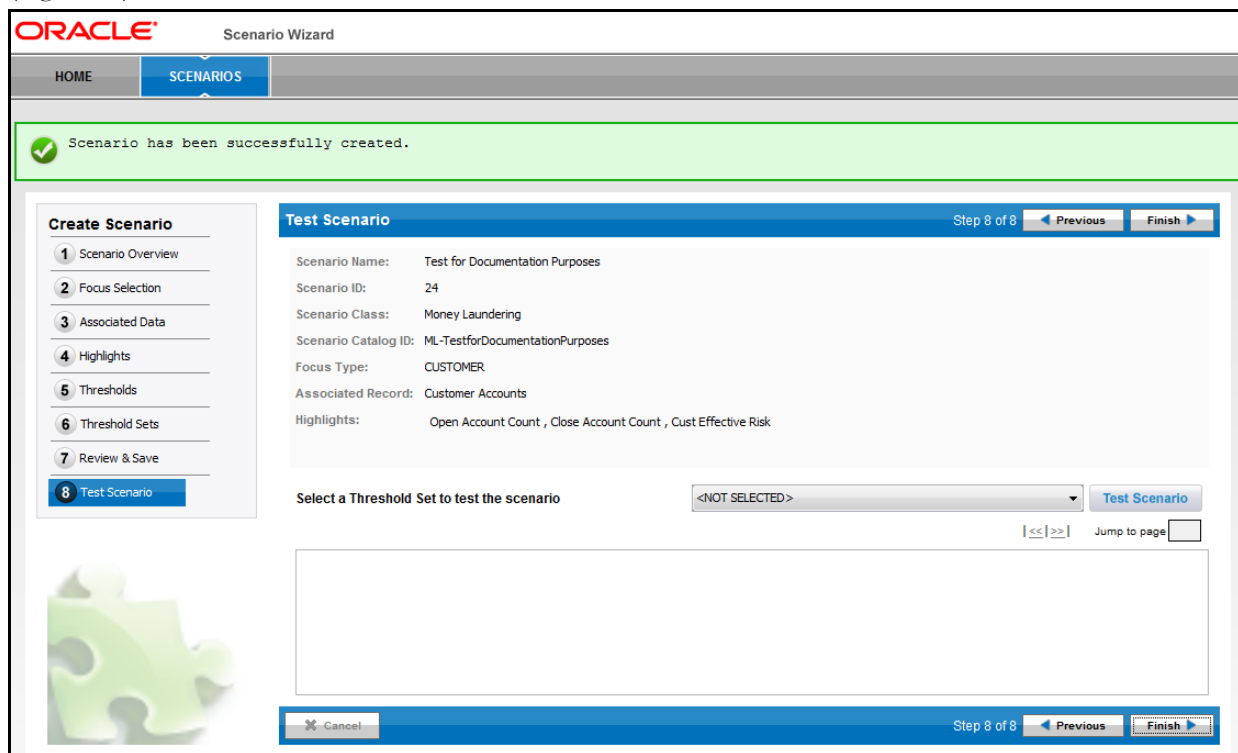 ORACLE Scenario Wizard
HOME SCENARIOS
Scenario has been successfully created.
Create Scenario
1 Scenario Overview
2 Focus Selection
3 Associated Data
4 Highlights
5 Thresholds
6 Threshold Sets
7 Review & Save
8 Test Scenario
Test Scenario Step 8 of 8 Previous Finish
Scenario Name: Test for Documentation Purposes
Scenario ID: 24
Scenario Class: Money Laundering
Scenario Catalog ID: ML-TestforDocumentationPurposes
Focus Type: CUSTOMER
Associated Record: Customer Accounts
Highlights: Open Account Count , Close Account Count , Cust Effective Risk
Select a Threshold Set to test the scenario <NOT SELECTED> Test Scenario
|<<|>>| Jump to page
Cancel Step 8 of 8 Previous Finish